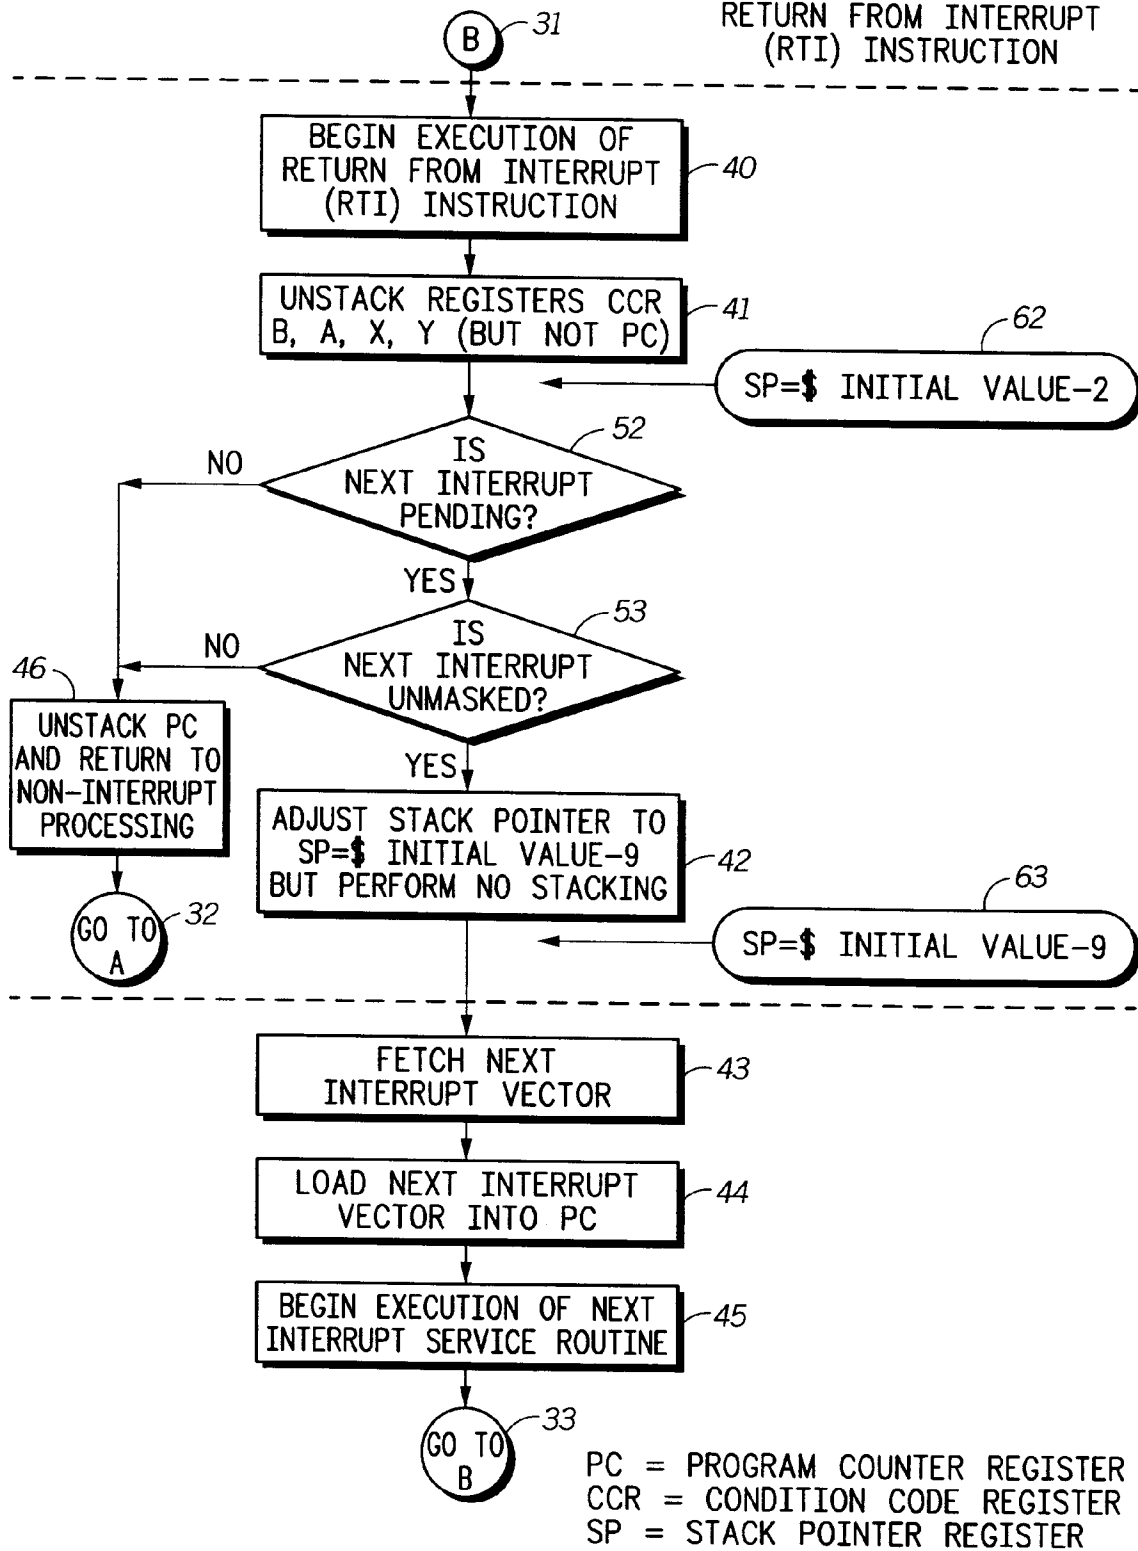 RETURN FROM INTERRUPT
(RTI) INSTRUCTION
B
31
BEGIN EXECUTION OF
RETURN FROM INTERRUPT
(RTI) INSTRUCTION
40
UNSTACK REGISTERS CCR
B, A, X, Y (BUT NOT PC)
41
62
SP=$ INITIAL VALUE-2
52
IS
NEXT INTERRUPT
PENDING?
NO
YES
53
IS
NEXT INTERRUPT
UNMASKED?
NO
YES
46
UNSTACK PC
AND RETURN TO
NON-INTERRUPT
PROCESSING
GO TO
A
32
ADJUST STACK POINTER TO
SP=$ INITIAL VALUE-9
BUT PERFORM NO STACKING
42
63
SP=$ INITIAL VALUE-9
FETCH NEXT
INTERRUPT VECTOR
43
LOAD NEXT INTERRUPT
VECTOR INTO PC
44
BEGIN EXECUTION OF NEXT
INTERRUPT SERVICE ROUTINE
45
GO TO
B
33
PC = PROGRAM COUNTER REGISTER
CCR = CONDITION CODE REGISTER
SP = STACK POINTER REGISTER